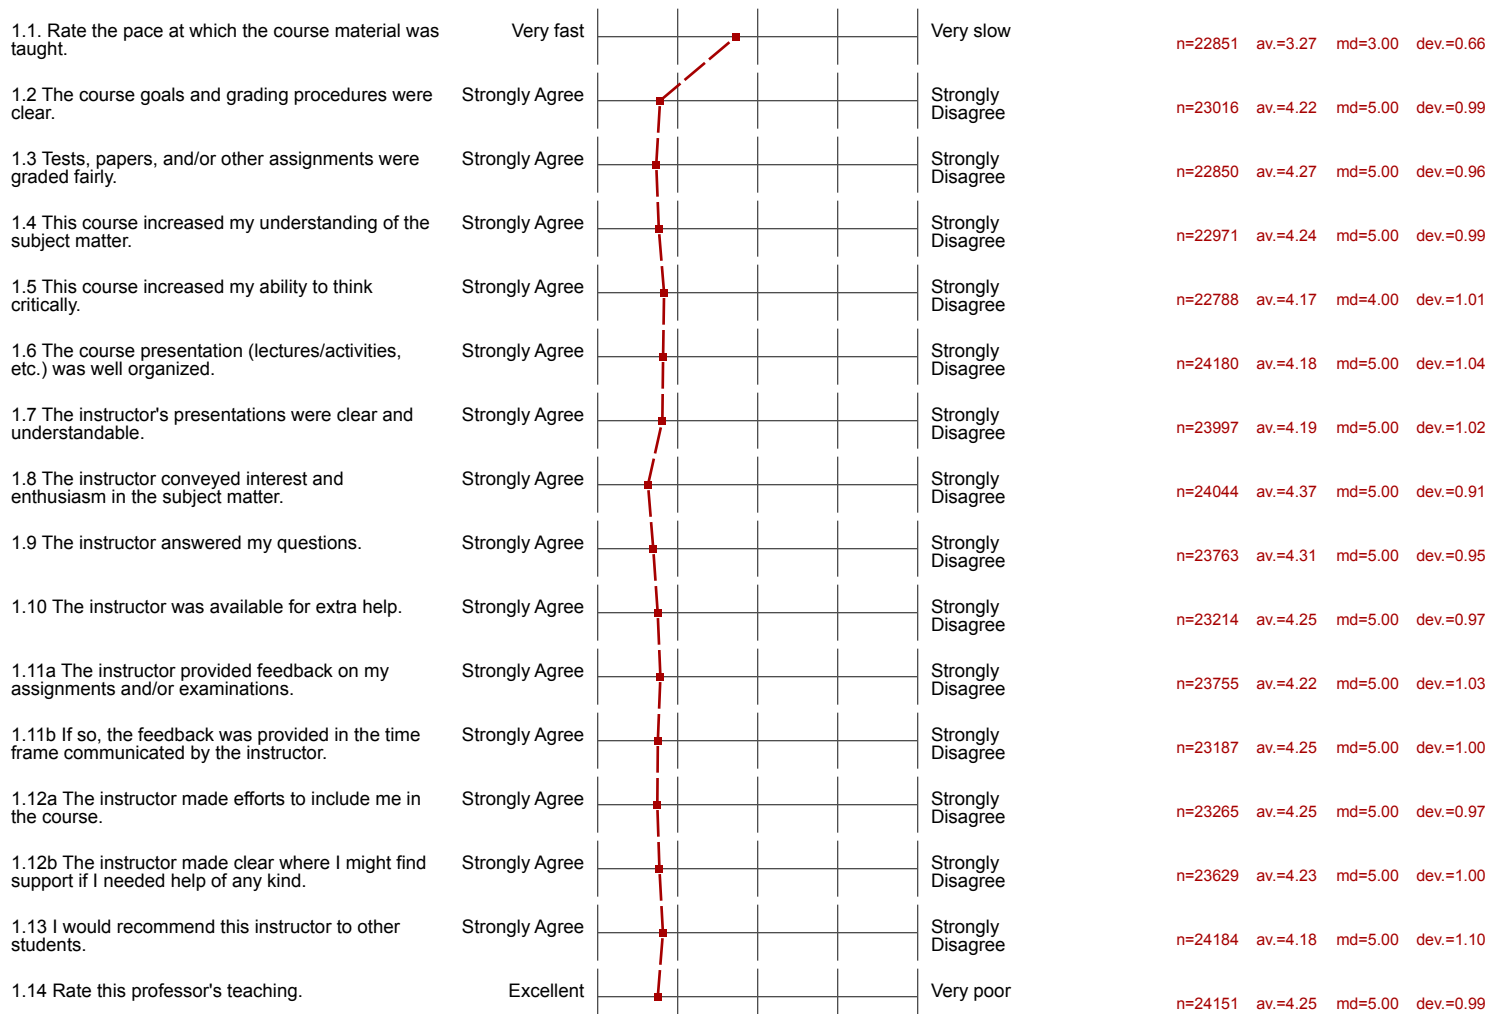 1.1. Rate the pace at which the course material was taught. Very fast Very slow n=22851 av.=3.27 md=3.00 dev.=0.66
1.2 The course goals and grading procedures were clear. Strongly Agree Strongly Disagree n=23016 av.=4.22 md=5.00 dev.=0.99
1.3 Tests, papers, and/or other assignments were graded fairly. Strongly Agree Strongly Disagree n=22850 av.=4.27 md=5.00 dev.=0.96
1.4 This course increased my understanding of the subject matter. Strongly Agree Strongly Disagree n=22971 av.=4.24 md=5.00 dev.=0.99
1.5 This course increased my ability to think critically. Strongly Agree Strongly Disagree n=22788 av.=4.17 md=4.00 dev.=1.01
1.6 The course presentation (lectures/activities, etc.) was well organized. Strongly Agree Strongly Disagree n=24180 av.=4.18 md=5.00 dev.=1.04
1.7 The instructor's presentations were clear and understandable. Strongly Agree Strongly Disagree n=23997 av.=4.19 md=5.00 dev.=1.02
1.8 The instructor conveyed interest and enthusiasm in the subject matter. Strongly Agree Strongly Disagree n=24044 av.=4.37 md=5.00 dev.=0.91
1.9 The instructor answered my questions. Strongly Agree Strongly Disagree n=23763 av.=4.31 md=5.00 dev.=0.95
1.10 The instructor was available for extra help. Strongly Agree Strongly Disagree n=23214 av.=4.25 md=5.00 dev.=0.97
1.11a The instructor provided feedback on my assignments and/or examinations. Strongly Agree Strongly Disagree n=23755 av.=4.22 md=5.00 dev.=1.03
1.11b If so, the feedback was provided in the time frame communicated by the instructor. Strongly Agree Strongly Disagree n=23187 av.=4.25 md=5.00 dev.=1.00
1.12a The instructor made efforts to include me in the course. Strongly Agree Strongly Disagree n=23265 av.=4.25 md=5.00 dev.=0.97
1.12b The instructor made clear where I might find support if I needed help of any kind. Strongly Agree Strongly Disagree n=23629 av.=4.23 md=5.00 dev.=1.00
1.13 I would recommend this instructor to other students. Strongly Agree Strongly Disagree n=24184 av.=4.18 md=5.00 dev.=1.10
1.14 Rate this professor's teaching. Excellent Very poor n=24151 av.=4.25 md=5.00 dev.=0.99